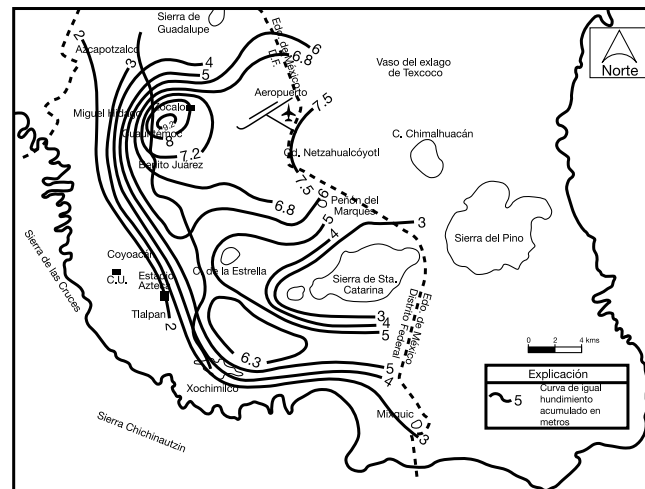 Sierra de
Guadalupe
Azcapotzalco
2
3
4
5
6
6.8
Edo. de México
D.F.
Vaso del exlago
de Texcoco
Norte
Aeropuerto
7.5
Miguel Hidalgo
Zocalo
9.2
8
Cuauhtémoc
7.2
Benito Juárez
C. Chimalhuacán
Cd. Netzahualcóyotl
7.5
6.8
6.0
5
4
3
Peñón del
Marqués
Sierra del Pino
Sierra de las Cruces
Coyoacán
C.U.
Estadio
Azteca
Tlalpan
2
C. de la Estrella
Sierra de Sta.
Catarina
3
4
5
Edo. de México
Distrito Federal
6.3
Xochimilco
5
4
3
Mixquic
Sierra Chichinautzin
0 2 4 kms
Explicación
5
Curva de igual
hundimiento
acumulado en
metros